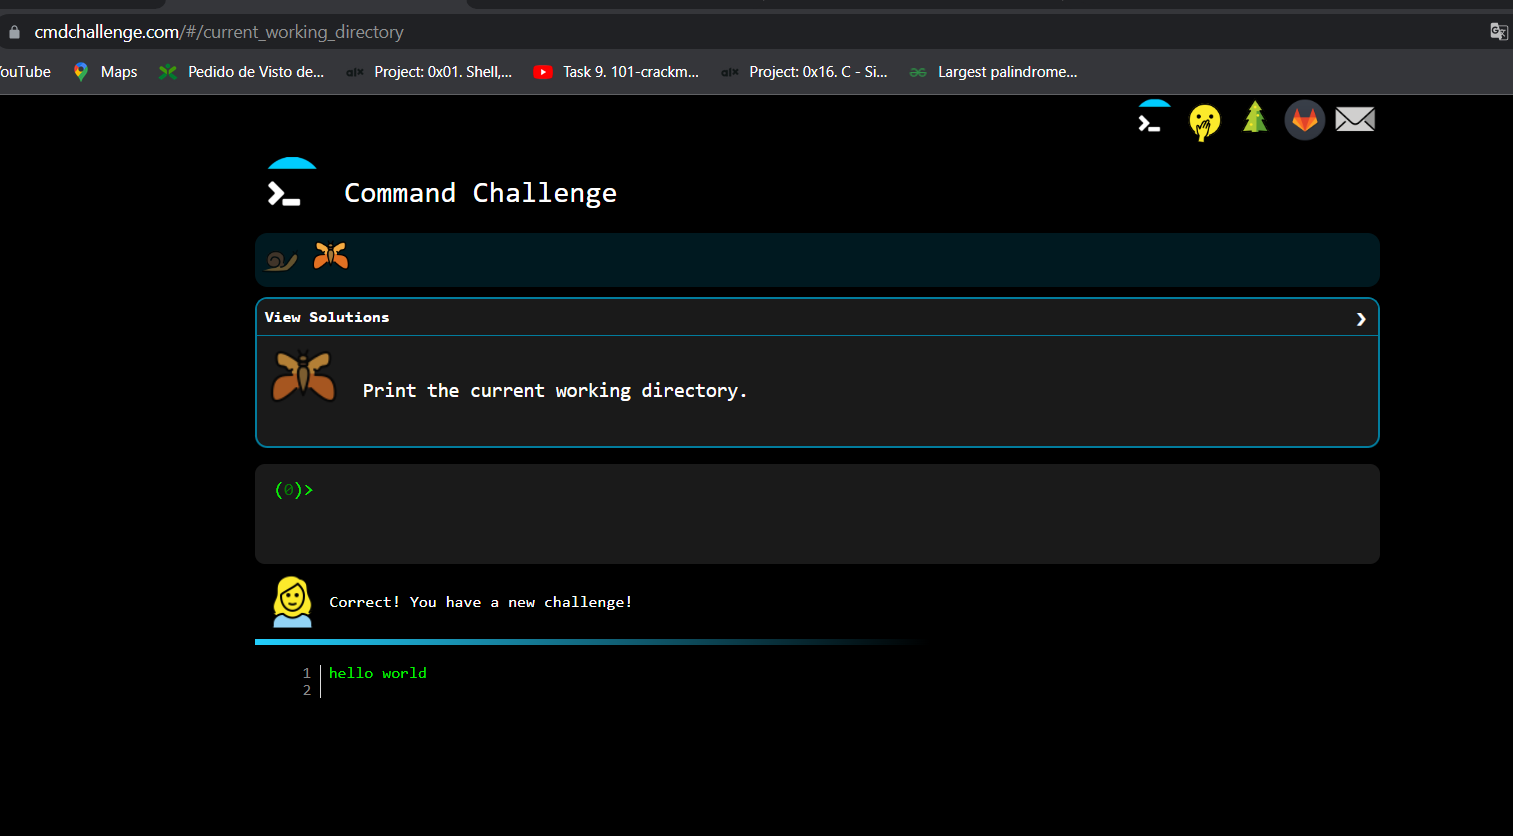 cmdchallenge.com/#/current_working_directory
YouTube Maps Pedido de Visto de... Project: 0x01. Shell,... Task 9. 101-crackm... Project: 0x16. C - Si... Largest palindrome...
Command Challenge
View Solutions
Print the current working directory.
(0)>
Correct! You have a new challenge!
1 hello world
2